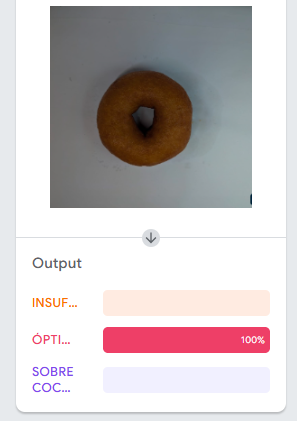 Output
INSUF...
ÓPTI...
100%
SOBRE
COC...